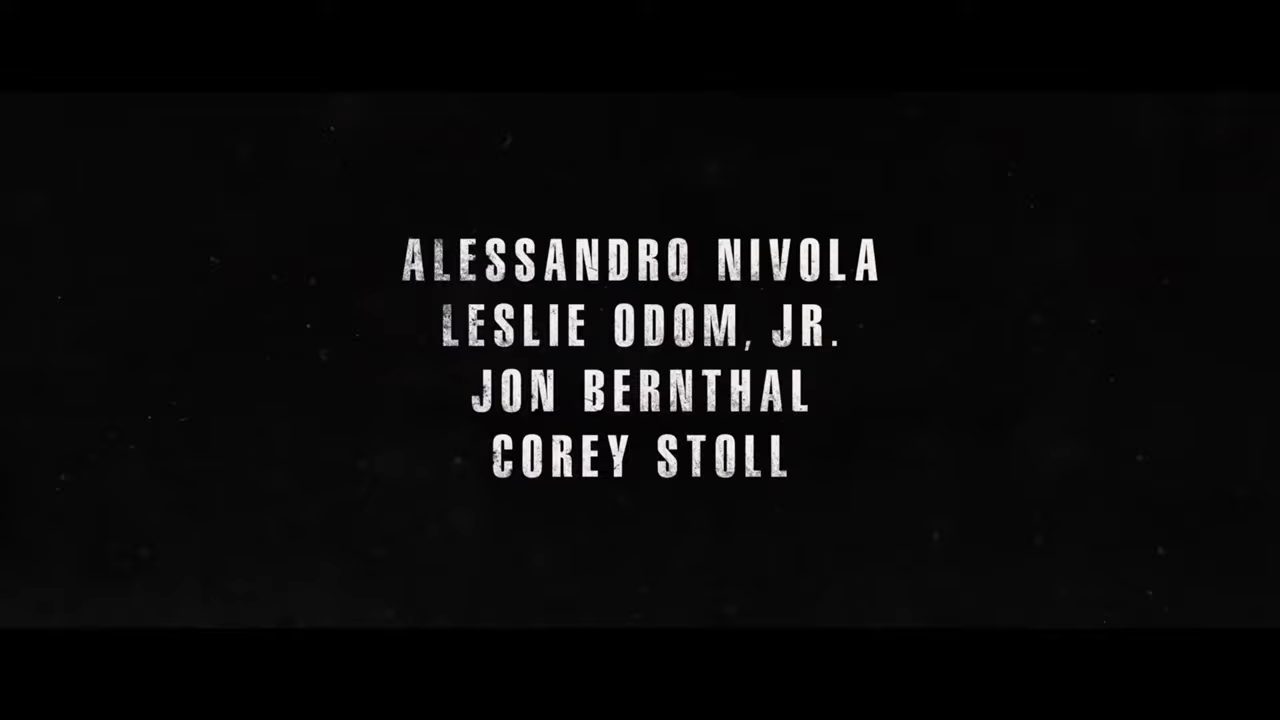 ALESSANDRO NIVOLA
LESLIE ODOM, JR.
JON BERNTHAL
COREY STOLL